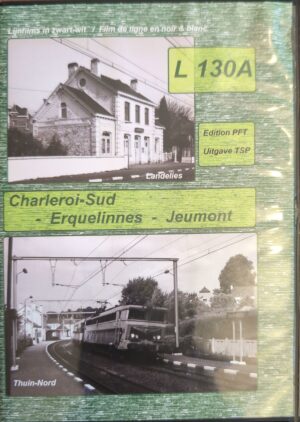 Lijnfilms in zwart-wit / Film de ligne en noir & blanc
L 130A
Edition PFT
Uitgave TSP
Landelies
Charleroi-Sud
- Erquelinnes - Jeumont
Thuin-Nord